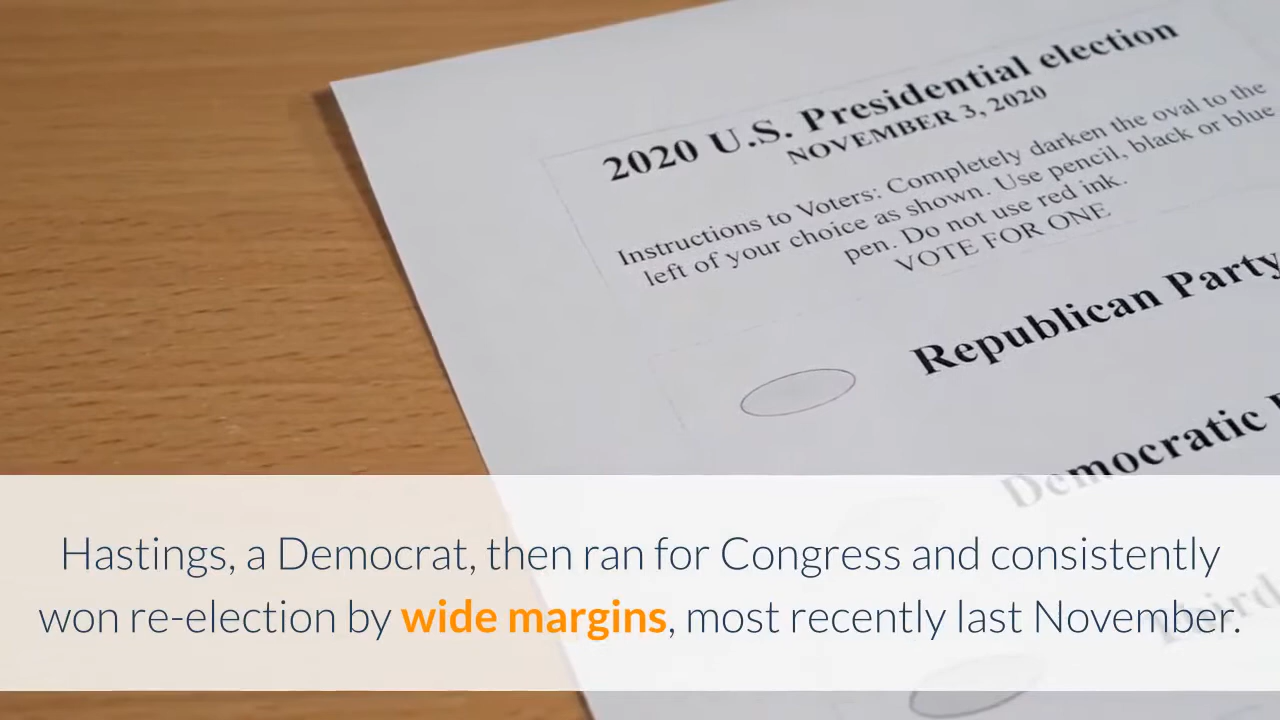 2020 U.S. Presidential election
NOVEMBER 3, 2020
Instructions to Voters: Completely darken the oval to the
left of your choice as shown. Use pencil, black or blue
pen. Do not use red ink.
VOTE FOR ONE
Republican Party
Democratic
Third
Hastings, a Democrat, then ran for Congress and consistently
won re-election by wide margins, most recently last November.